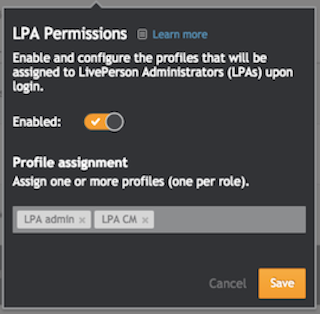 LPA Permissions Learn more
Enable and configure the profiles that will be
assigned to LivePerson Administrators (LPAs) upon
login.
Enabled:
Profile assignment
Assign one or more profiles (one per role).
LPA admin × LPA CM ×
Cancel Save